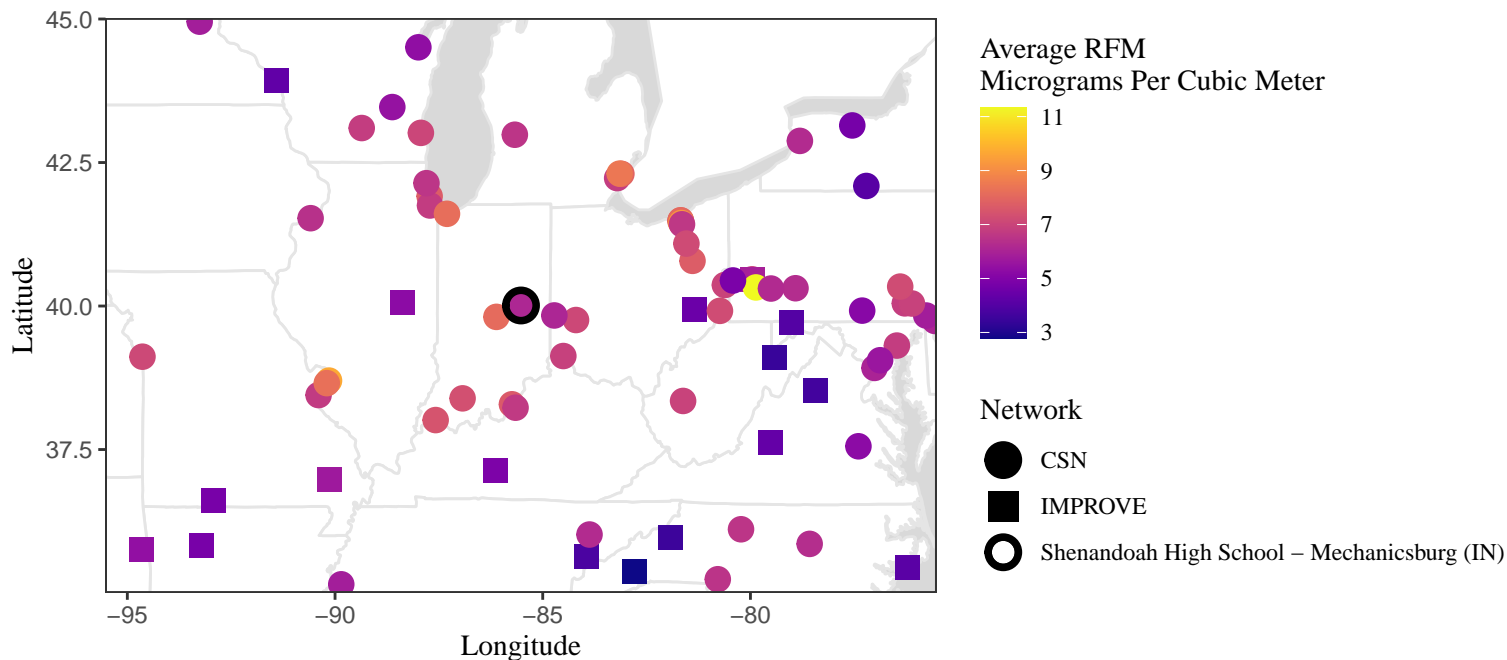 45.0
42.5
40.0
37.5
Latitude
−95
−90
−85
−80
Longitude
Average RFM
Micrograms Per Cubic Meter
11
9
7
5
3
Network
CSN
IMPROVE
Shenandoah High School – Mechanicsburg (IN)